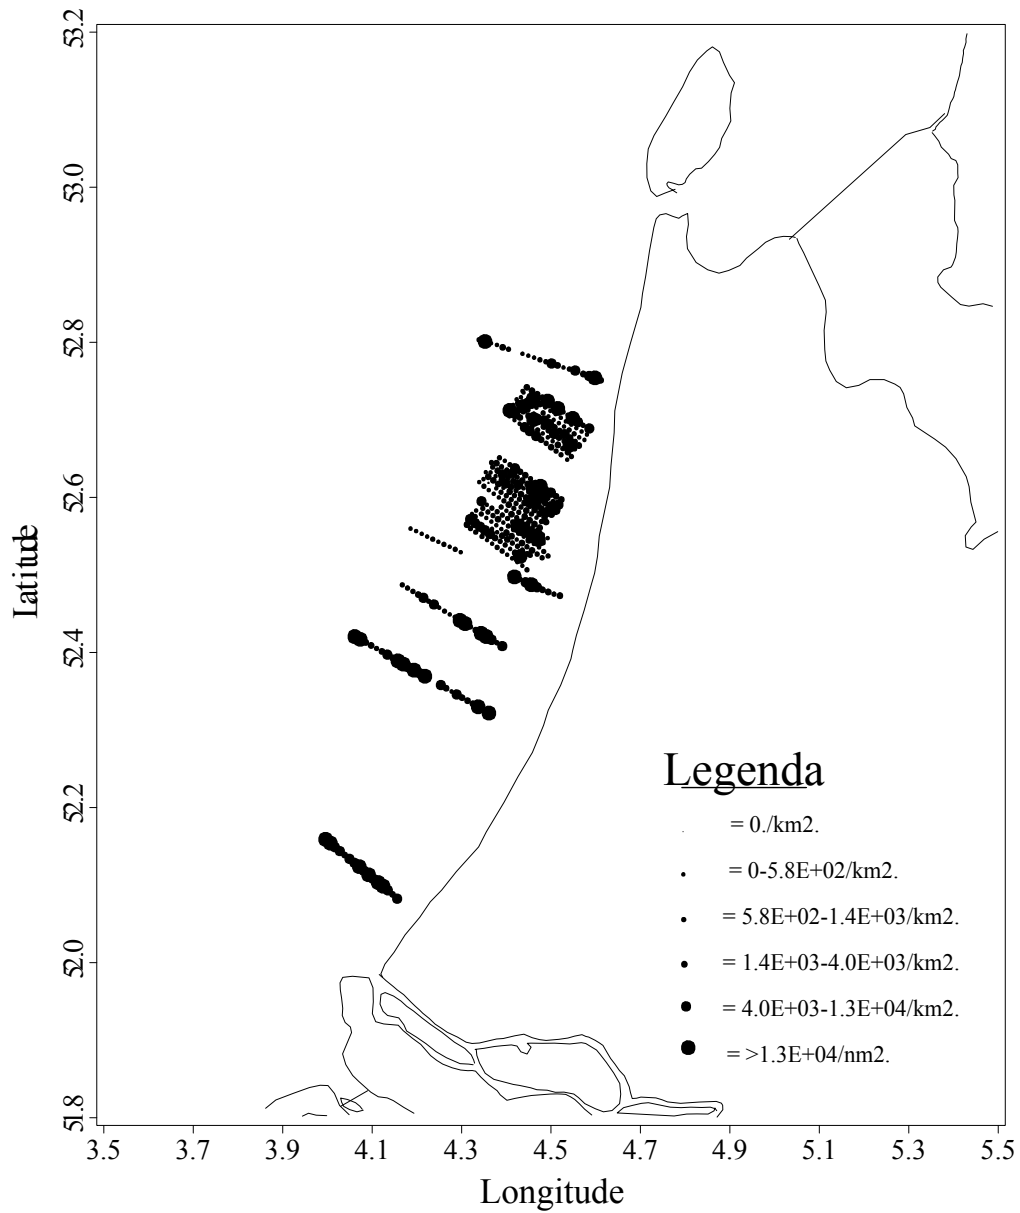 53.2
53.0
52.8
52.6
52.4
52.2
52.0
51.8
Latitude
Legenda
= 0./km2.
= 0-5.8E+02/km2.
= 5.8E+02-1.4E+03/km2.
= 1.4E+03-4.0E+03/km2.
= 4.0E+03-1.3E+04/km2.
= >1.3E+04/nm2.
3.5 3.7 3.9 4.1 4.3 4.5 4.7 4.9 5.1 5.3 5.5
Longitude